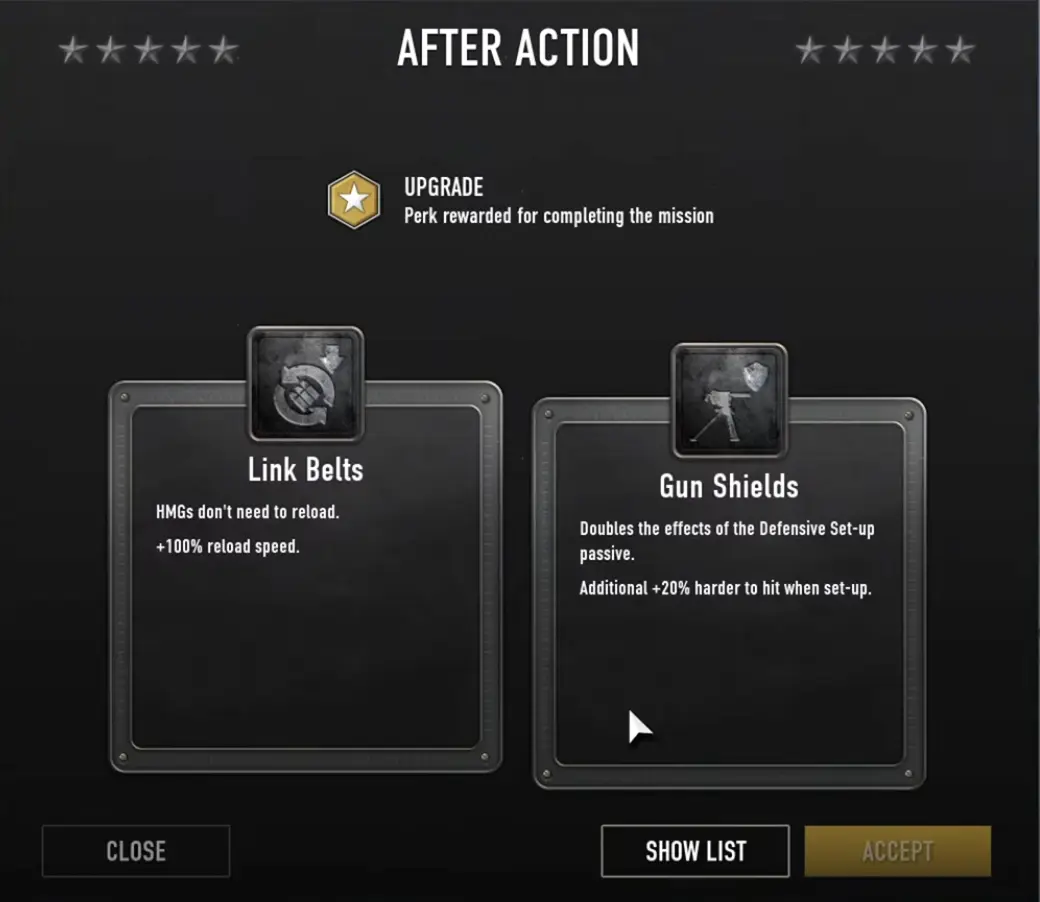 AFTER ACTION
UPGRADE
Perk rewarded for completing the mission
Link Belts
HMGs don't need to reload.
+100% reload speed.
Gun Shields
Doubles the effects of the Defensive Set-up
passive.
Additional +20% harder to hit when set-up.
CLOSE
SHOW LIST
ACCEPT